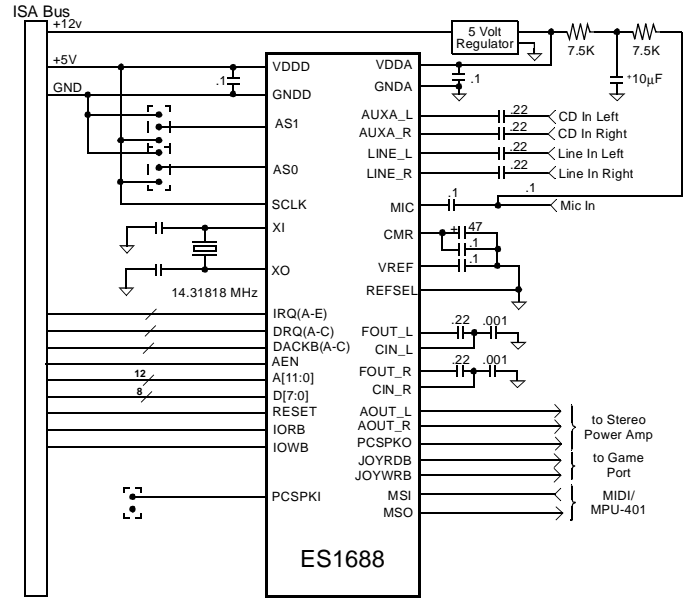 ISA Bus
+12v
5 Volt
Regulator
7.5K
7.5K
+10µF
+5V
.1
VDDD
VDDA
.1
GND
GNDD
GNDA
AS1
AUXA_L
.22
CD In Left
AUXA_R
.22
CD In Right
LINE_L
.22
Line In Left
AS0
LINE_R
.22
Line In Right
SCLK
MIC
.1
.1
Mic In
XI
CMR
+
47
.1
XO
VREF
.1
14.31818 MHz
REFSEL
IRQ(A-E)
FOUT_L
.22
.001
DRQ(A-C)
CIN_L
DACKB(A-C)
AEN
FOUT_R
.22
.001
12
A[11:0]
CIN_R
8
D[7:0]
RESET
AOUT_L
IORB
AOUT_R
to Stereo
Power Amp
IOWB
PCSPKO
JOYRDB
to Game
Port
JOYWRB
PCSPKI
MSI
MIDI/
MPU-401
MSO
ES1688